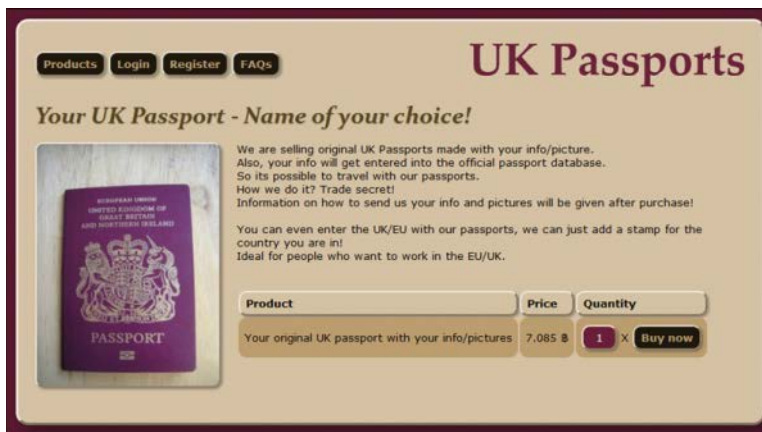 Products Login Register FAQs
UK Passports
Your UK Passport - Name of your choice!
We are selling original UK Passports made with your info/picture.
Also, your info will get entered into the official passport database.
So its possible to travel with our passports.
How we do it? Trade secret!
Information on how to send us your info and pictures will be given after purchase!
You can even enter the UK/EU with our passports, we can just add a stamp for the
country you are in!
Ideal for people who want to work in the EU/UK.
EUROPEAN UNION
UNITED KINGDOM OF
GREAT BRITAIN
AND NORTHERN IRELAND
PASSPORT
Product Price Quantity
Your original UK passport with your info/pictures 7.085 ฿ 1 X Buy now